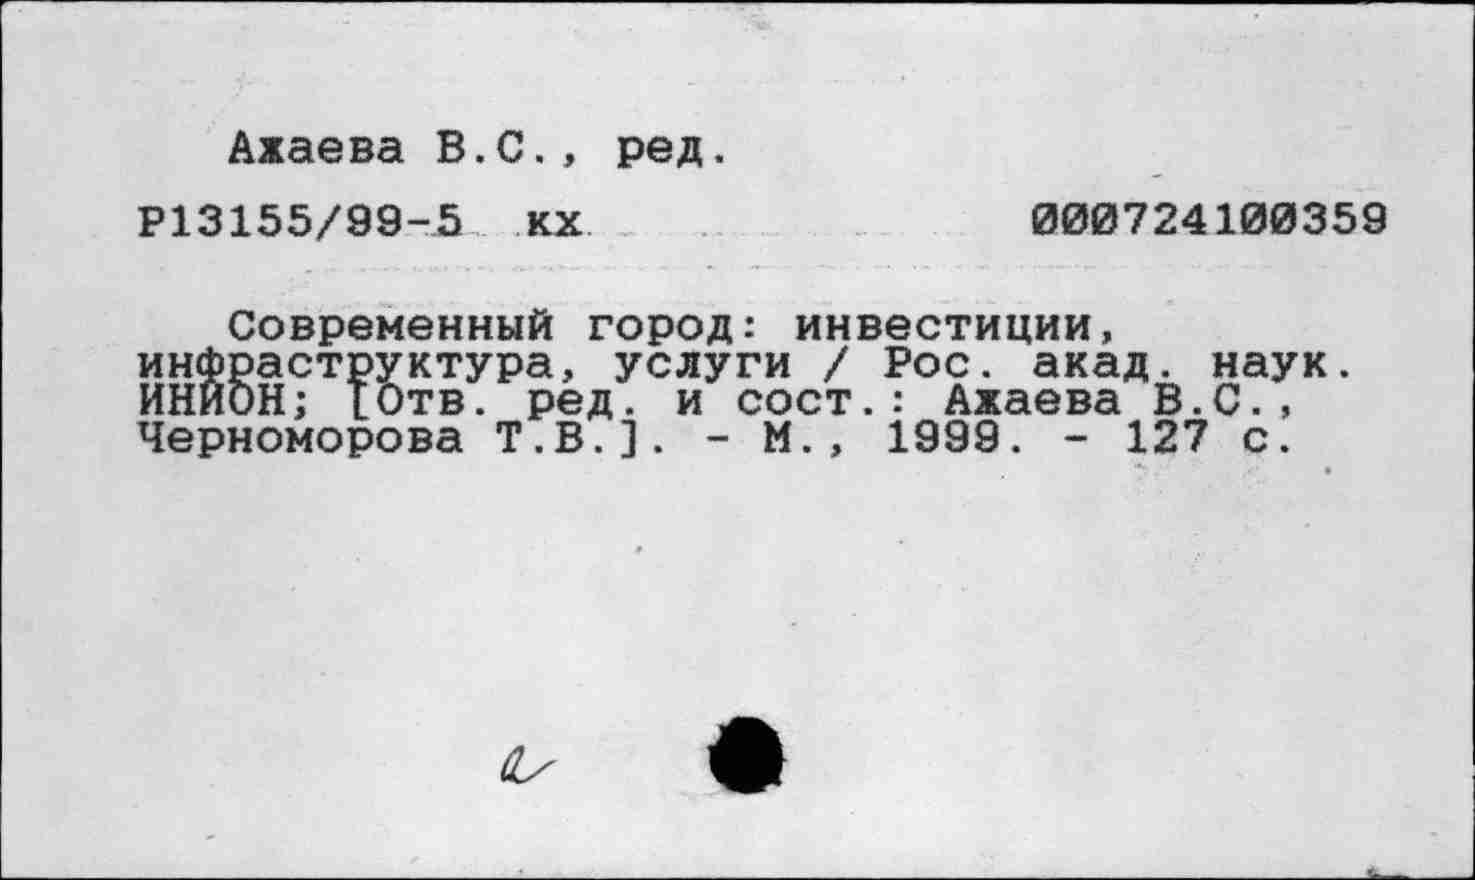 Ажаева В.С., ред.
Р13155/99-5 кх 000724100359
Современный город: инвестиции,
инфраструктура, услуги / Рос. акад. наук.
ИНИОН; [Отв. ред. и сост.: Ажаева В.С.,
Черноморова Т.В.]. - М., 1999. - 127 с.